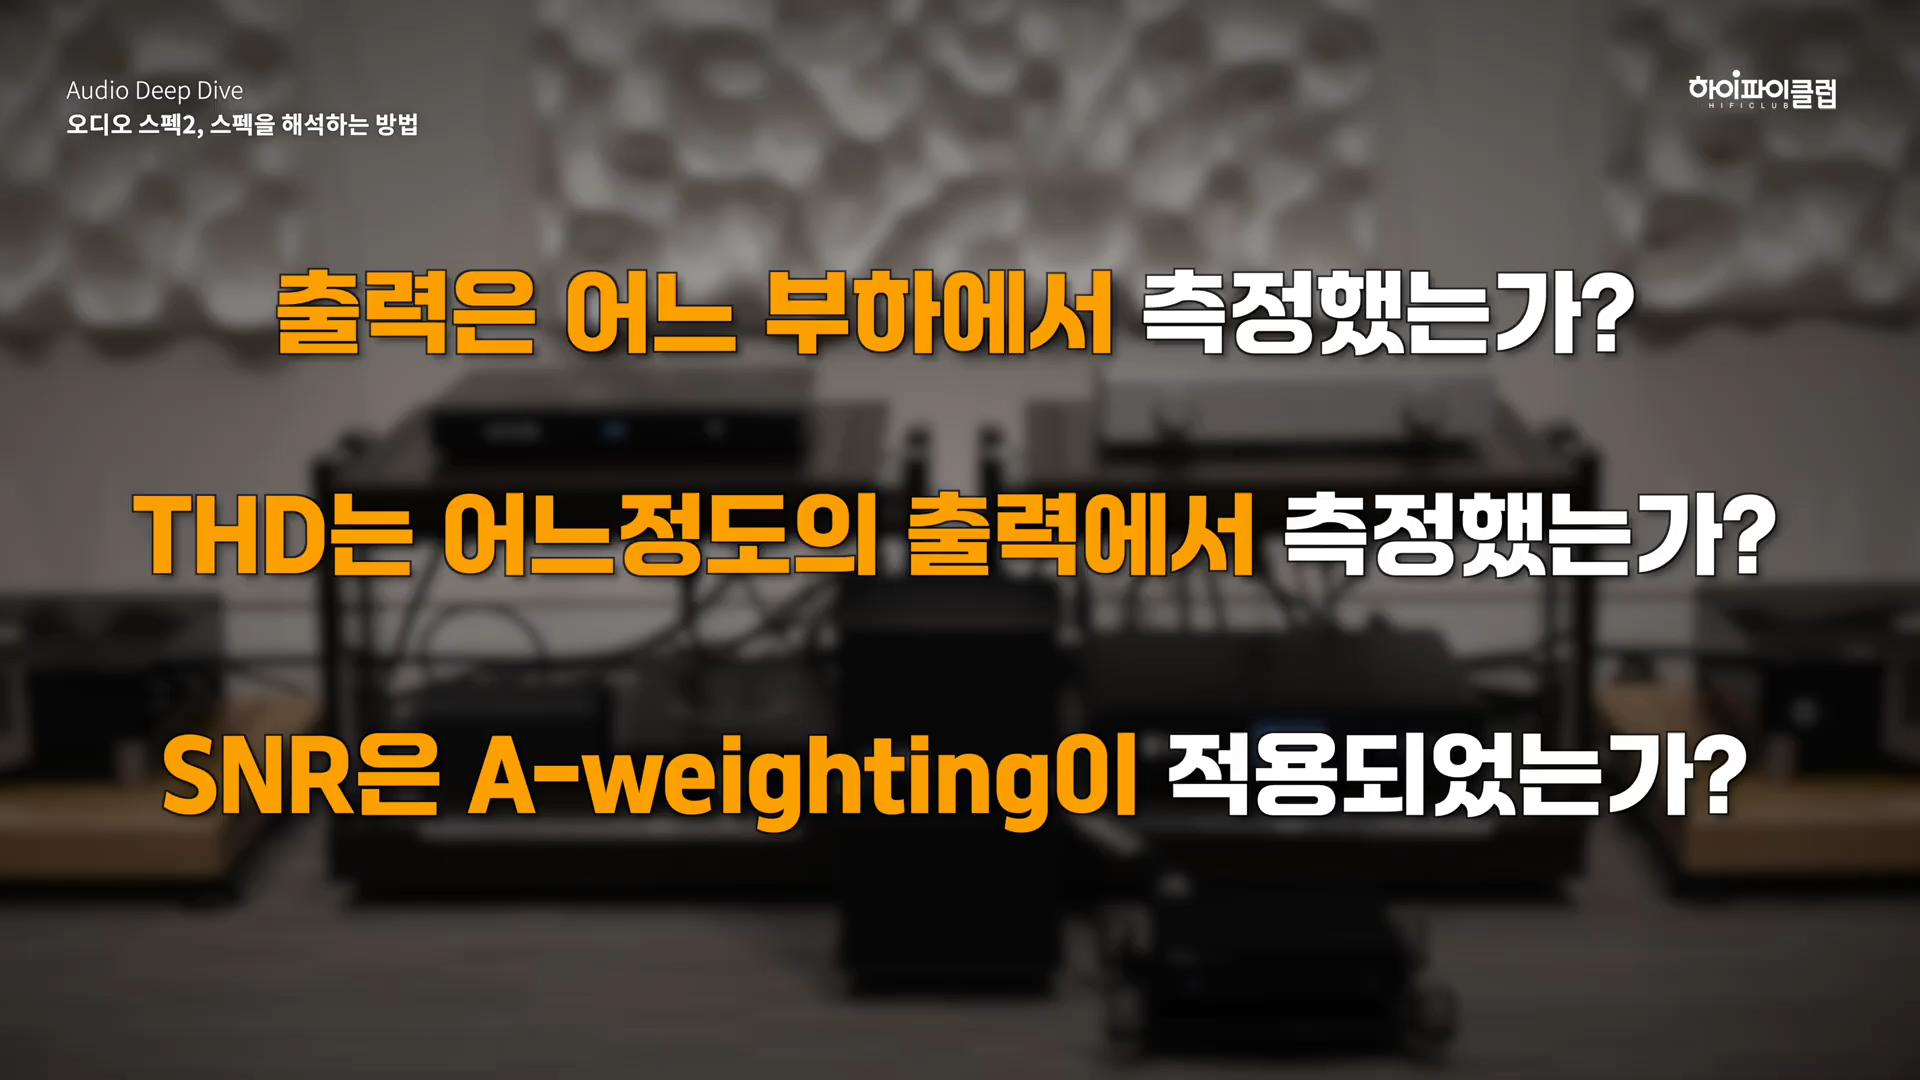 Audio Deep Dive
오디오 스펙2, 스펙을 해석하는 방법
하이파이클럽
HIFICLUB
출력은 어느 부하에서 측정했는가?
THD는 어느정도의 출력에서 측정했는가?
SNR은 A-weighting이 적용되었는가?